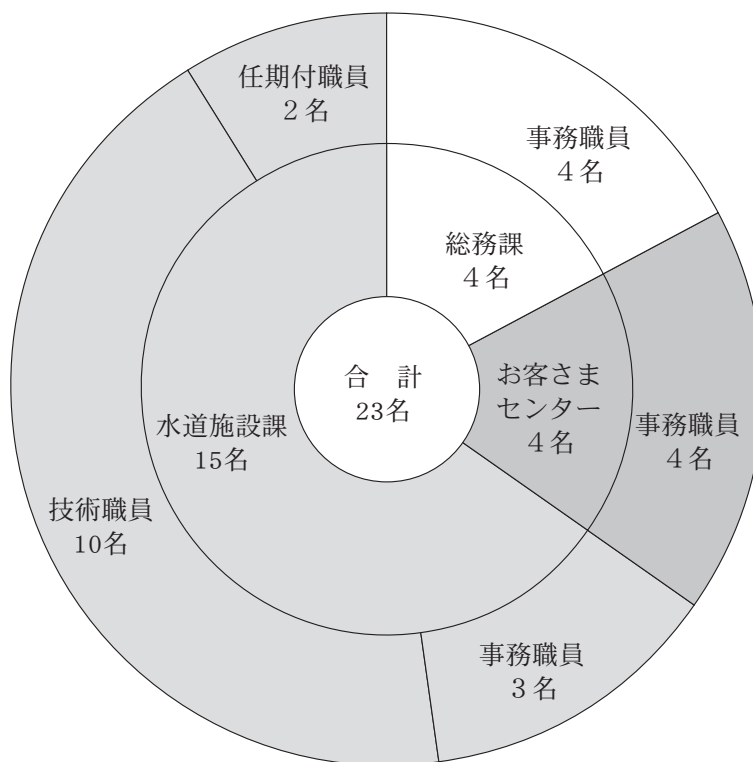 任期付職員
２名
事務職員
４名
総務課
４名
合　計
23名
お客さま
センター
４名
事務職員
４名
水道施設課
15名
技術職員
10名
事務職員
３名